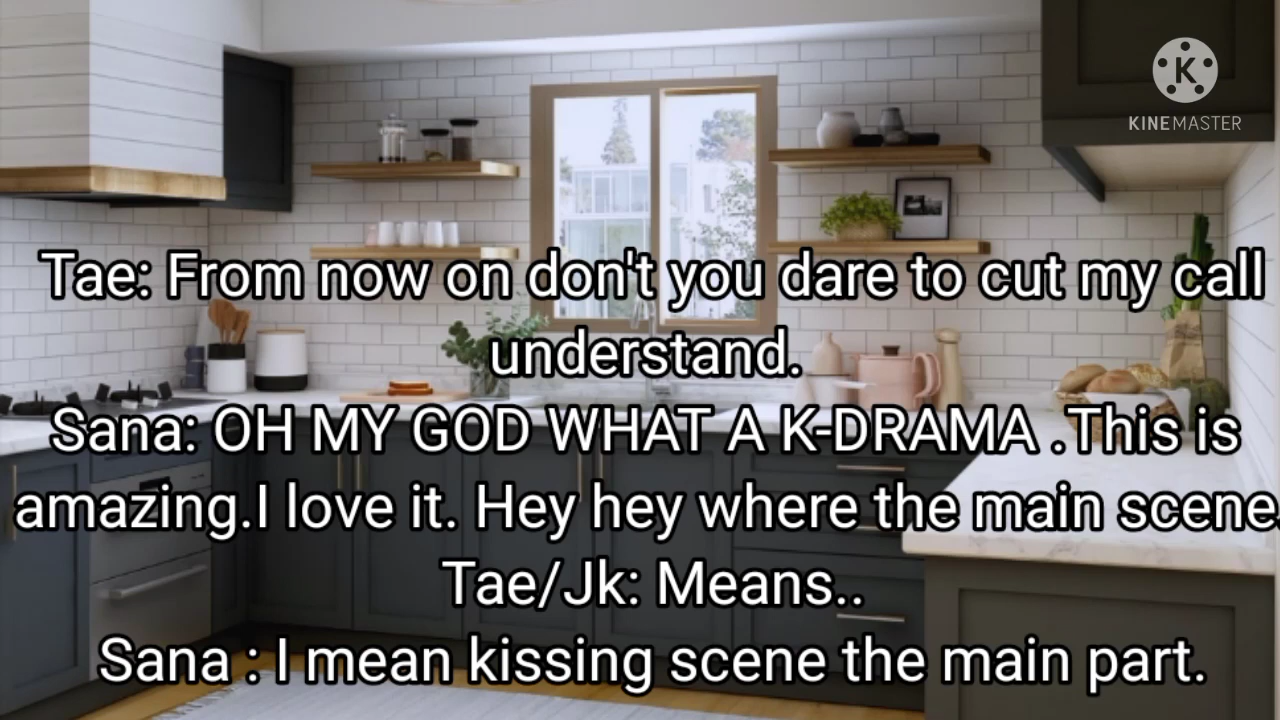 KINEMASTER
Tae: From now on don't you dare to cut my call
understand.
Sana: OH MY GOD WHAT A K-DRAMA .This is
amazing.I love it. Hey hey where the main scene.
Tae/Jk: Means..
Sana : I mean kissing scene the main part.